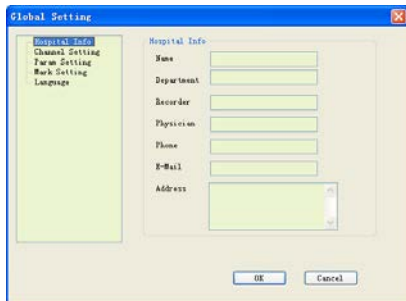 Global Setting
Hospital Info
Channel Setting
Param Setting
Mark Setting
Language
Hospital Info
Name
Department
Recorder
Physician
Phone
E-Mail
Address
OK
Cancel